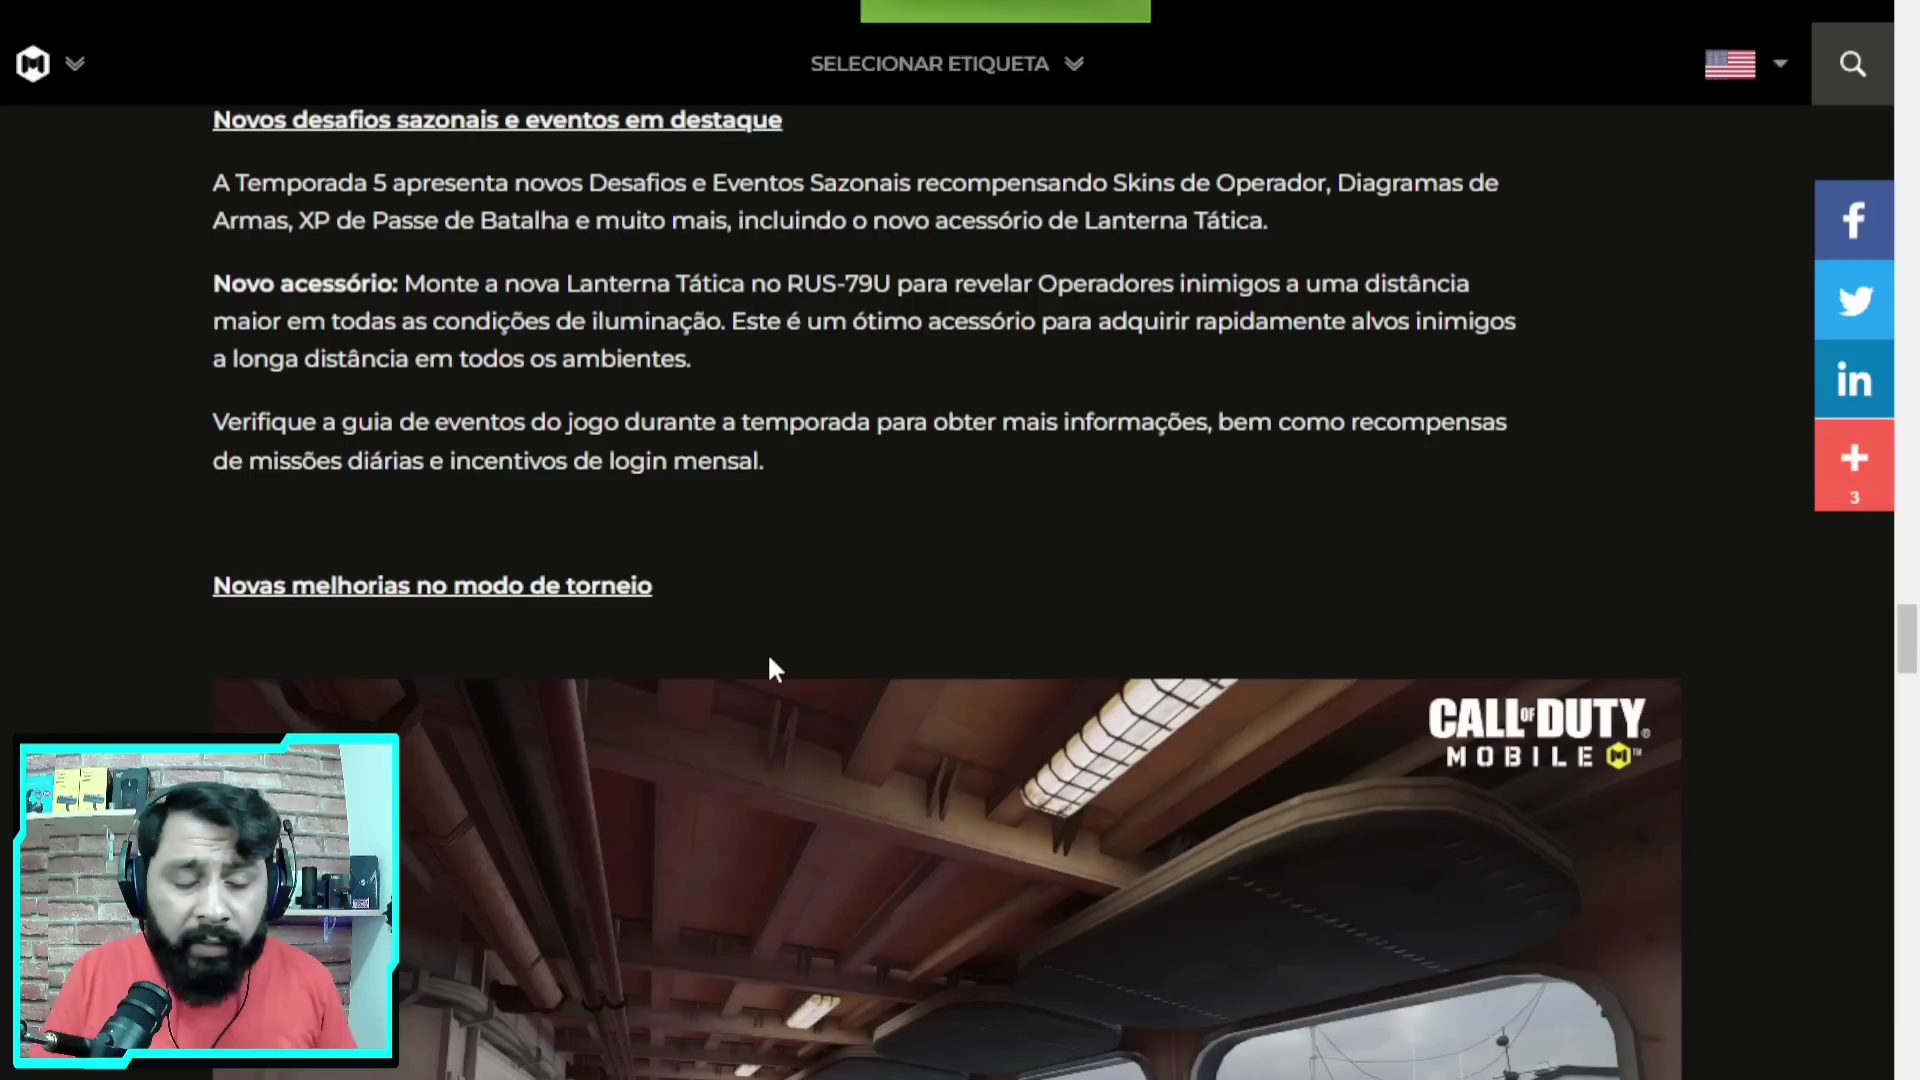 SELECIONAR ETIQUETA
Novos desafios sazonais e eventos em destaque
A Temporada 5 apresenta novos Desafios e Eventos Sazonais recompensando Skins de Operador, Diagramas de
Armas, XP de Passe de Batalha e muito mais, incluindo o novo acessório de Lanterna Tática.
Novo acessório: Monte a nova Lanterna Tática no RUS-79U para revelar Operadores inimigos a uma distância
maior em todas as condições de iluminação. Este é um ótimo acessório para adquirir rapidamente alvos inimigos
a longa distância em todos os ambientes.
Verifique a guia de eventos do jogo durante a temporada para obter mais informações, bem como recompensas
de missões diárias e incentivos de login mensal.
Novas melhorias no modo de torneio
f
in
+
3
CALL OF DUTY®
MOBILE™